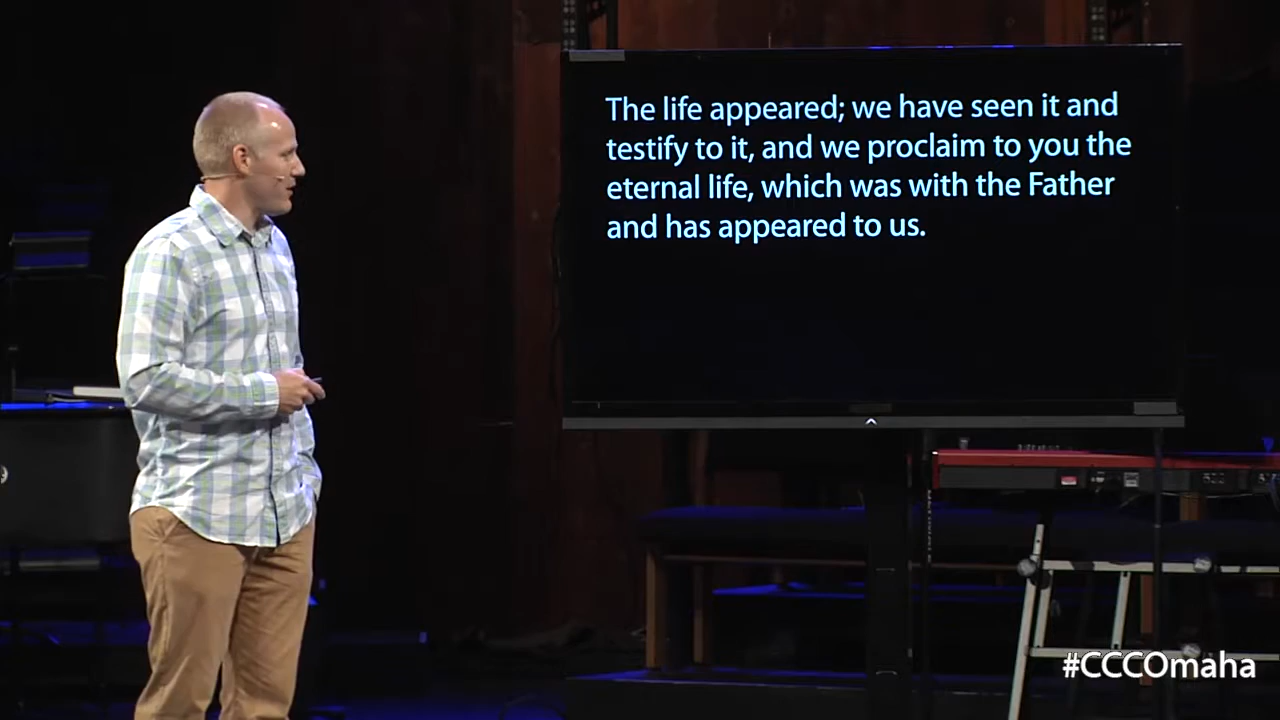 The life appeared; we have seen it and
testify to it, and we proclaim to you the
eternal life, which was with the Father
and has appeared to us.
#CCCOmaha